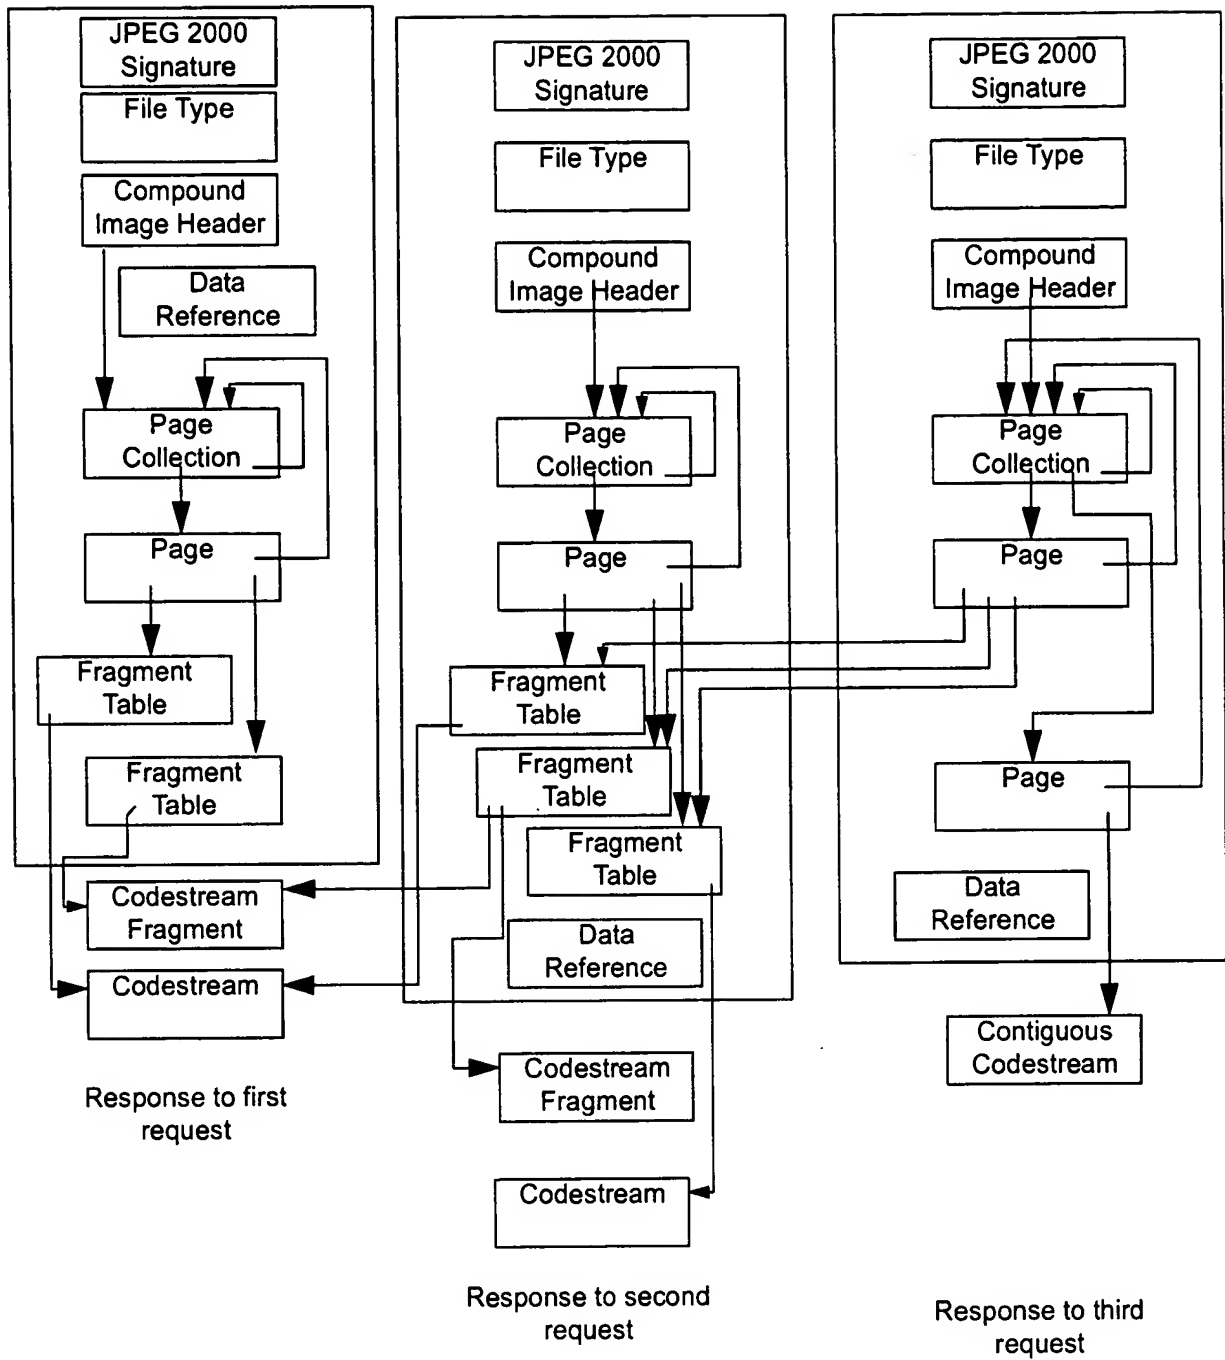 JPEG 2000
Signature
File Type
Compound
Image Header
Data
Reference
Page
Collection
Page
Fragment
Table
Fragment
Table
Codestream
Fragment
Codestream
Response to first
request
JPEG 2000
Signature
File Type
Compound
Image Header
Page
Collection
Page
Fragment
Table
Fragment
Table
Fragment
Table
Data
Reference
Codestream
Fragment
Codestream
Response to second
request
JPEG 2000
Signature
File Type
Compound
Image Header
Page
Collection
Page
Page
Data
Reference
Contiguous
Codestream
Response to third
request